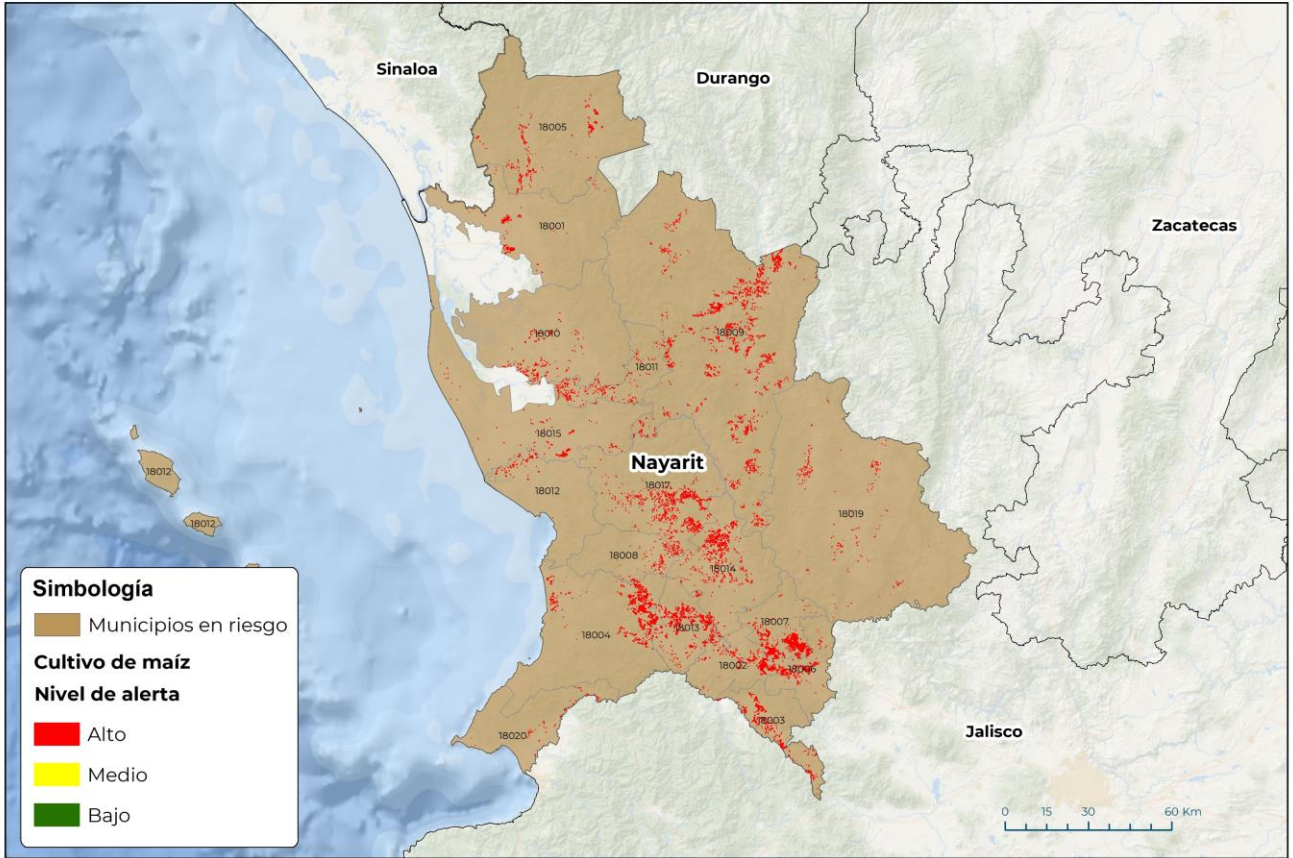 Sinaloa
Durango
Zacatecas
18005
18001
18010
18009
18011
18015
Nayarit
18012
18012
18017
18012
18019
18008
18014
18004
18013
18007
18002
18006
18003
18020
Jalisco
Simbología
Municipios en riesgo
Cultivo de maíz
Nivel de alerta
Alto
Medio
Bajo
0 15 30 60 Km